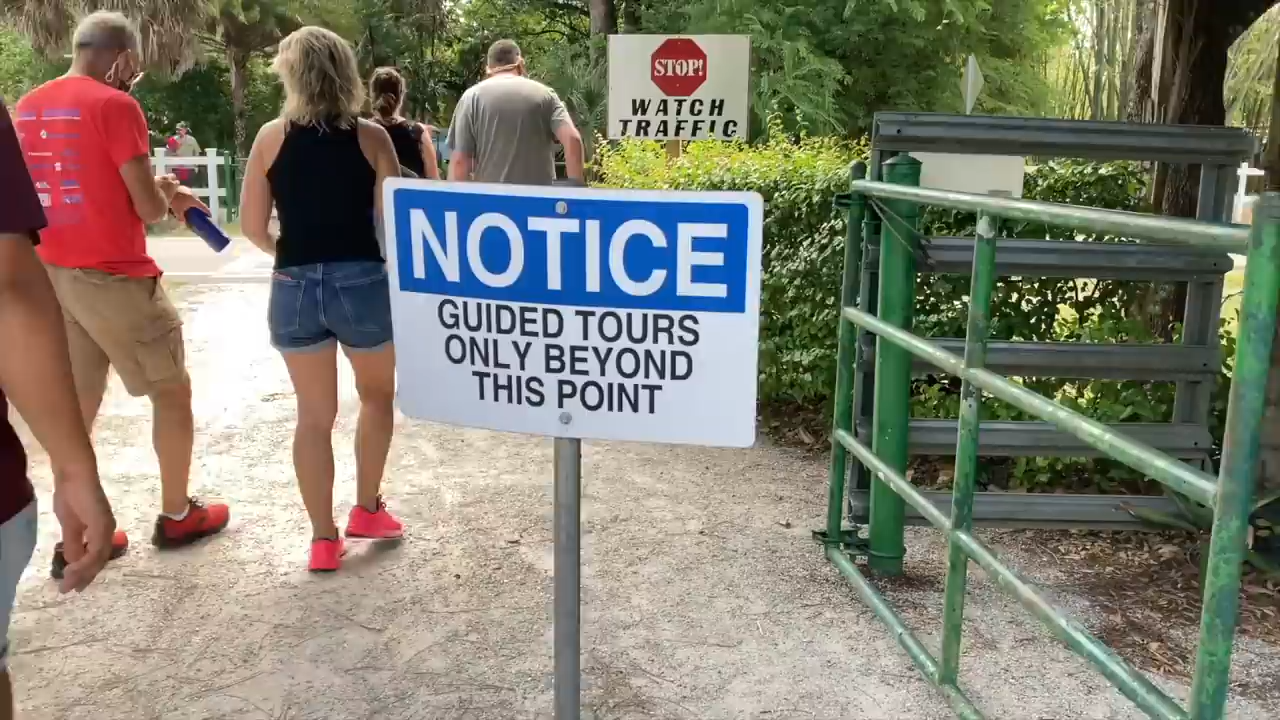 STOP!
WATCH
TRAFFIC
NOTICE
GUIDED TOURS
ONLY BEYOND
THIS POINT